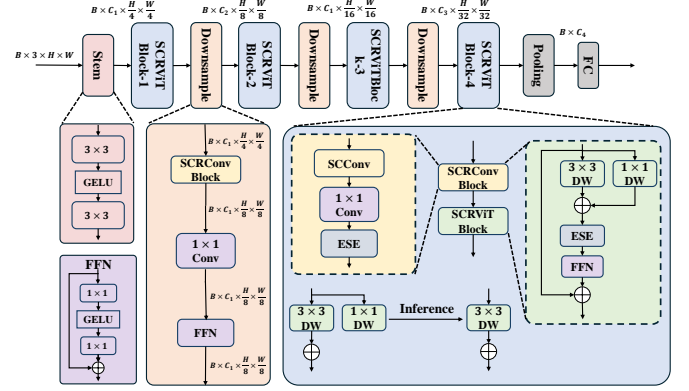 B × C₁ × H/4 × W/4
B × C₂ × H/8 × W/8
B × C₁ × H/16 × W/16
B × C₃ × H/32 × W/32
B × C₄
B × 3 × H × W
Stem
SCRViT
Block-1
Downsample
SCRViT
Block-2
Downsample
SCRViTBloc
k-3
Downsample
SCRViT
Block-4
Pooling
FC
3 × 3
GELU
3 × 3
FFN
1 × 1
GELU
1 × 1
B × C₁ × H/4 × W/4
SCRConv
Block
B × C₁ × H/8 × W/8
1 × 1
Conv
B × C₁ × H/8 × W/8
FFN
B × C₁ × H/8 × W/8
SCConv
1 × 1
Conv
ESE
SCRConv
Block
SCRViT
Block
3 × 3
DW
1 × 1
DW
ESE
FFN
3 × 3
DW
1 × 1
DW
Inference
3 × 3
DW